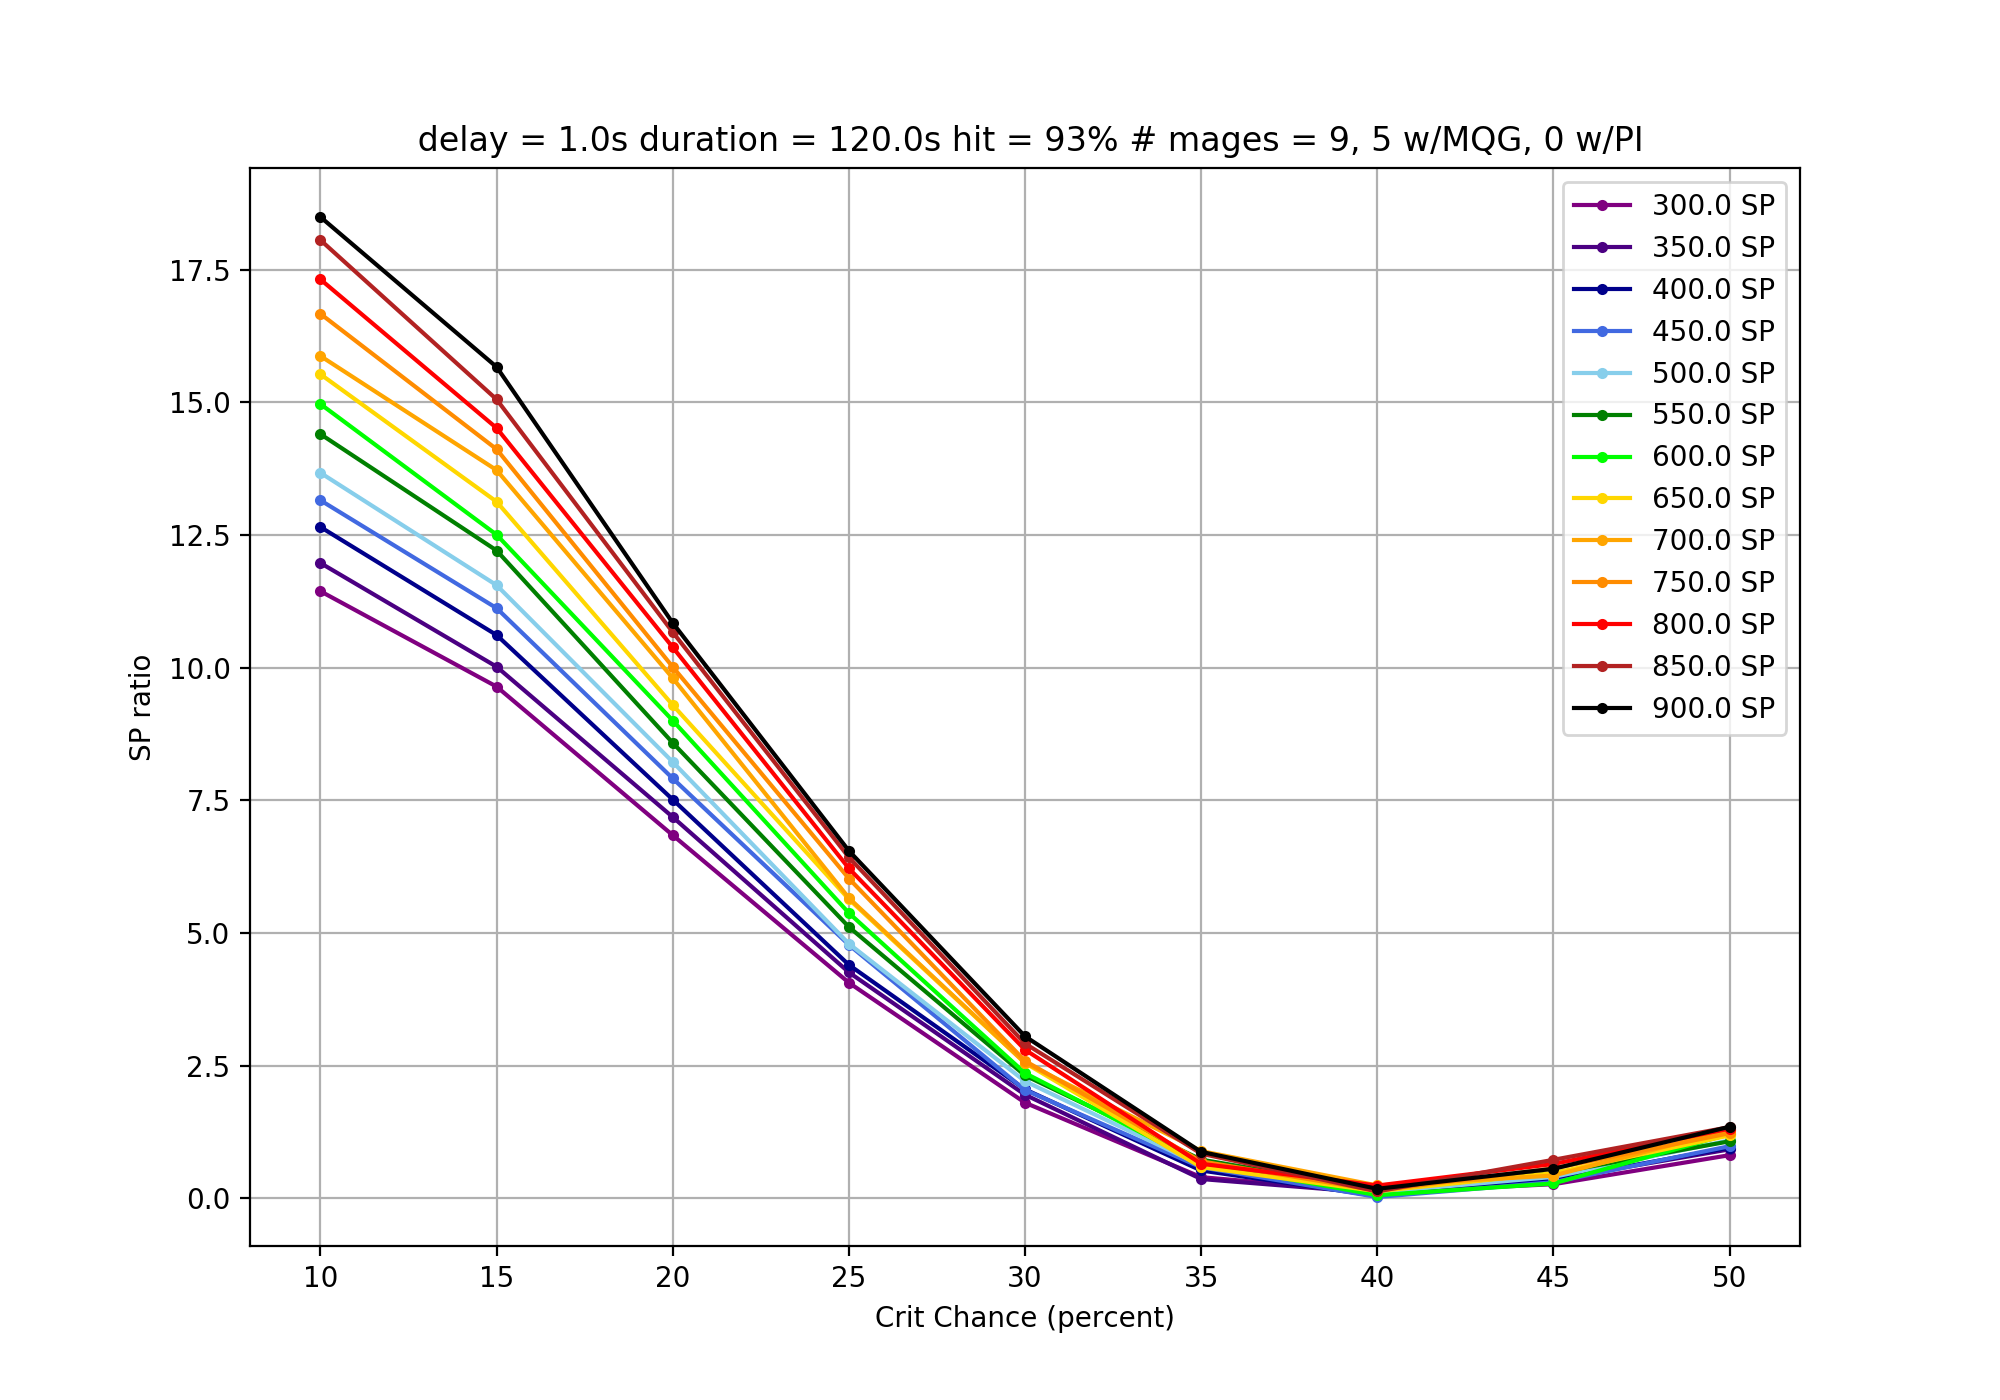 delay = 1.0s duration = 120.0s hit = 93% # mages = 9, 5 w/MQG, 0 w/PI
300.0 SP
350.0 SP
400.0 SP
450.0 SP
500.0 SP
550.0 SP
600.0 SP
650.0 SP
700.0 SP
750.0 SP
800.0 SP
850.0 SP
900.0 SP
17.5
15.0
12.5
10.0
7.5
5.0
2.5
0.0
SP ratio
10 15 20 25 30 35 40 45 50
Crit Chance (percent)